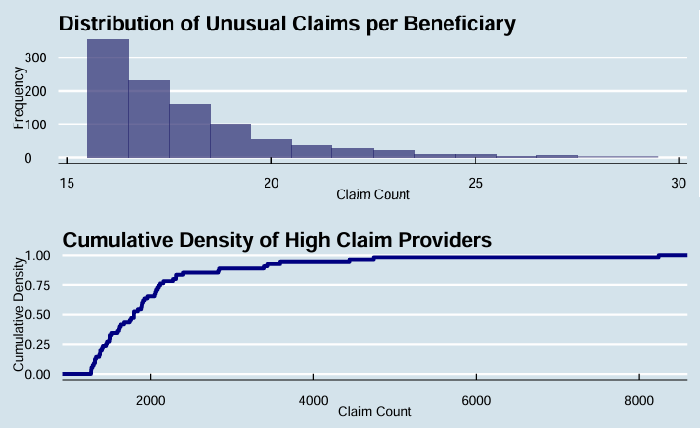 Distribution of Unusual Claims per Beneficiary
Frequency
300
200
100
0
15 20 25 30
Claim Count
Cumulative Density of High Claim Providers
Cumulative Density
1.00
0.75
0.50
0.25
0.00
2000 4000 6000 8000
Claim Count